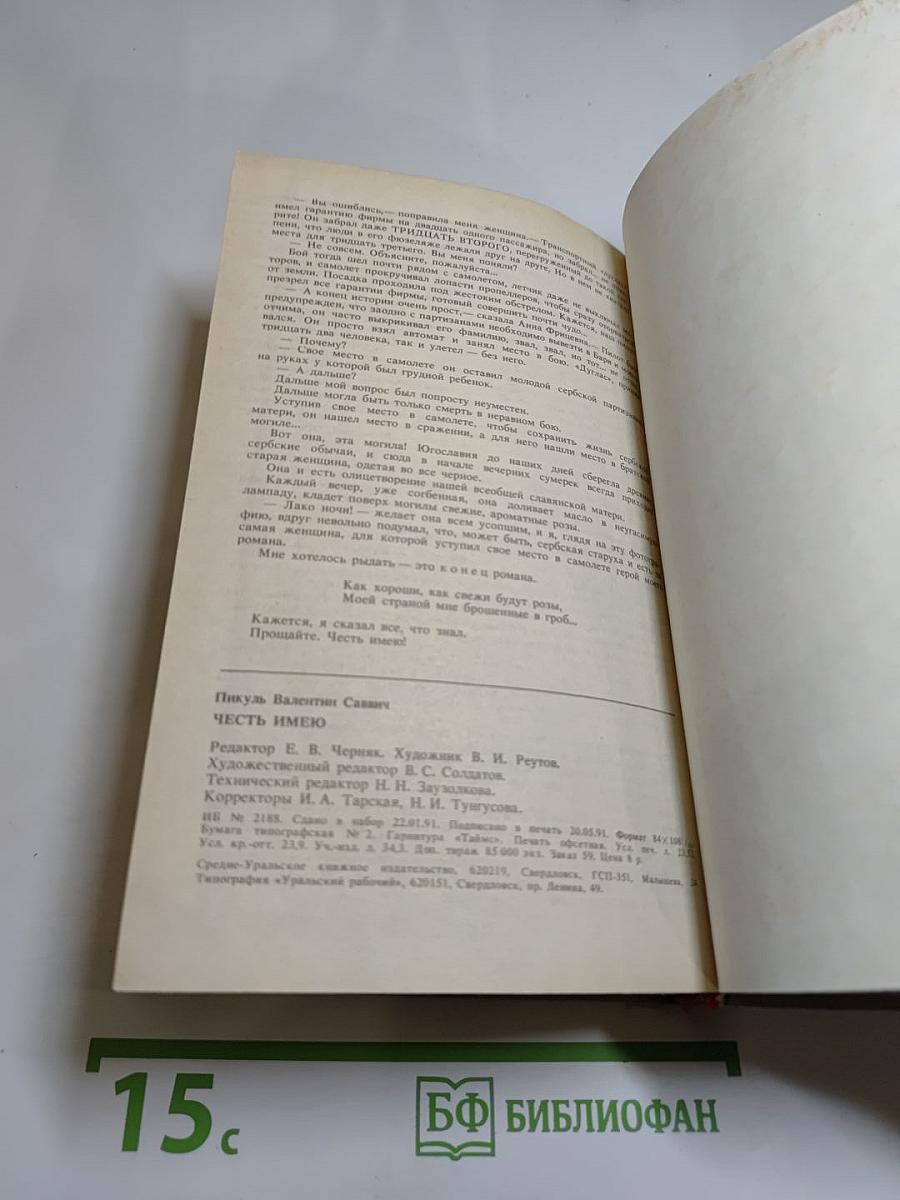 — Вы ошиблись,— поправила меня женщина.— Транспортный
имел гарантию фирмы на двадцать одного пассажира, но забрал...
рите! Он забрал даже ТРИДЦАТЬ ВТОРОГО, перегруженный до такой
пени, что люди в его фюзеляже лежали друг на друге. Но в нем не
места для тридцать третьего. Вы меня поняли?
— Не совсем. Объясните, пожалуйста...
Бой тогда шел почти рядом с самолетом, летчик даже не выключал
торов, и самолет прокручивал лопасти пропеллеров, чтобы сразу
от земли. Посадка проходила под жестоким обстрелом. Кажется, наш
презрел все гарантии фирмы, готовый совершить почти чудо...
— А конец истории очень прост,— сказала Анна Фрицевна.— Пилот
предупрежден, что заодно с партизанами необходимо вывезти в Бари и
отчима, он часто выкрикивал его фамилию, звал, звал, но тот... не
вался. Он просто взял автомат и занял место в бою. «Дуглас»,
тридцать два человека, так и улетел — без него.
— Почему?
— Свое место в самолете он оставил молодой сербской
на руках у которой был грудной ребенок.
— А дальше?
Дальше мой вопрос был попросту неуместен.
Дальше могла быть только смерть в неравном бою.
Уступив свое место в самолете, чтобы сохранить жизнь
матери, он нашел место в сражении, а для него нашли место в
могиле...
Вот она, эта могила! Югославия до наших дней сберегла
сербские обычаи, и сюда в начале вечерних сумерек всегда
старая женщина, одетая во все черное.
Она и есть олицетворение нашей всеобщей славянской матери.
Каждый вечер, уже согбенная, она доливает масло в
лампаду, кладет поверх могилы свежие, ароматные розы.
— Лако ночи! — желает она всем усопшим, и я, глядя на эту
фию, вдруг невольно подумал, что, может быть, сербская старуха и есть
самая женщина, для которой уступил свое место в самолете герой
романа.
Мне хотелось рыдать — это конец романа.
Как хороши, как свежи будут розы,
Моей страной мне брошенные в гроб...
Кажется, я сказал все, что знал.
Прощайте. Честь имею!
Пикуль Валентин Саввич
ЧЕСТЬ ИМЕЮ
Редактор Е. В. Черняк. Художник В. И. Реутов.
Художественный редактор В. С. Солдатов.
Технический редактор Н. Н. Заузолкова.
Корректоры И. А. Тарская, Н. И. Тунгусова.
ИБ № 2188. Сдано в набор 22.01.91. Подписано в печать 20.05.91. Формат 84×108
Бумага типографская № 2. Гарнитура «Таймс». Печать офсетная. Усл. печ. л. 23,52.
Усл. кр.-отт. 23,9. Уч.-изд. л. 34,3. Доп. тираж 85 000 экз. Заказ 59. Цена 8 р.
Средне-Уральское книжное издательство, 620219, Свердловск, ГСП-351, Малышева, 24
Типография «Уральский рабочий», 620151, Свердловск, пр. Ленина, 49.
15 с
БФ БИБЛИОФАН